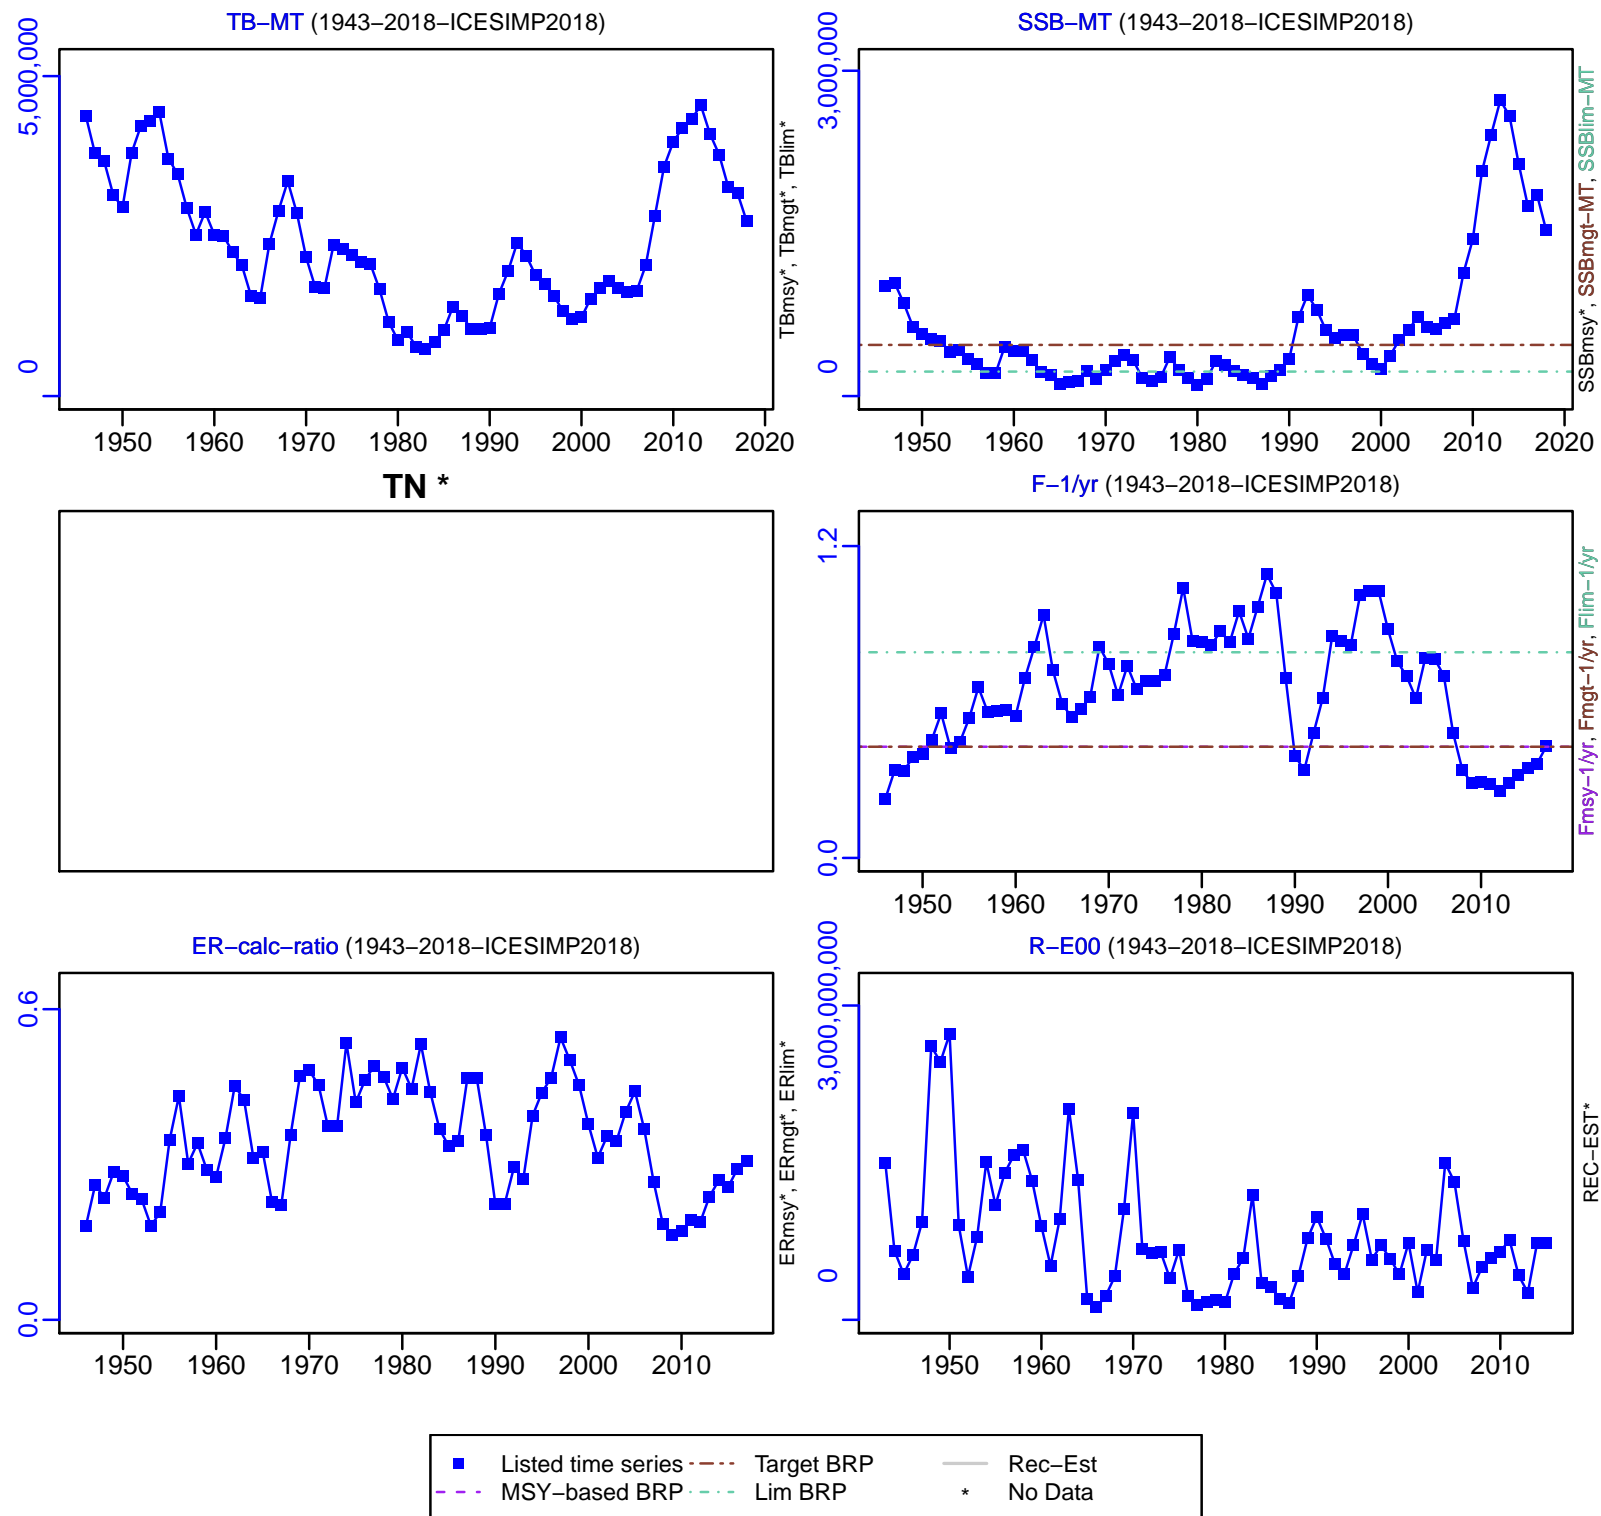 TB−MT (1943−2018−ICESIMP2018)
0
5,000,000
1950 1960 1970 1980 1990 2000 2010 2020
TBmsy*, TBmgt*, TBlim*
SSB−MT (1943−2018−ICESIMP2018)
0
3,000,000
1950 1960 1970 1980 1990 2000 2010 2020
SSBmsy*, SSBmgt−MT, SSBlim−MT
TN *
F−1/yr (1943−2018−ICESIMP2018)
0.0
1.2
1950 1960 1970 1980 1990 2000 2010
Fmsy−1/yr, Fmgt−1/yr, Flim−1/yr
ER−calc−ratio (1943−2018−ICESIMP2018)
0.0
0.6
1950 1960 1970 1980 1990 2000 2010
ERmsy*, ERmgt*, ERlim*
R−E00 (1943−2018−ICESIMP2018)
0
3,000,000,000
1950 1960 1970 1980 1990 2000 2010
REC−EST*
Listed time series Target BRP Rec−Est
MSY−based BRP Lim BRP * No Data